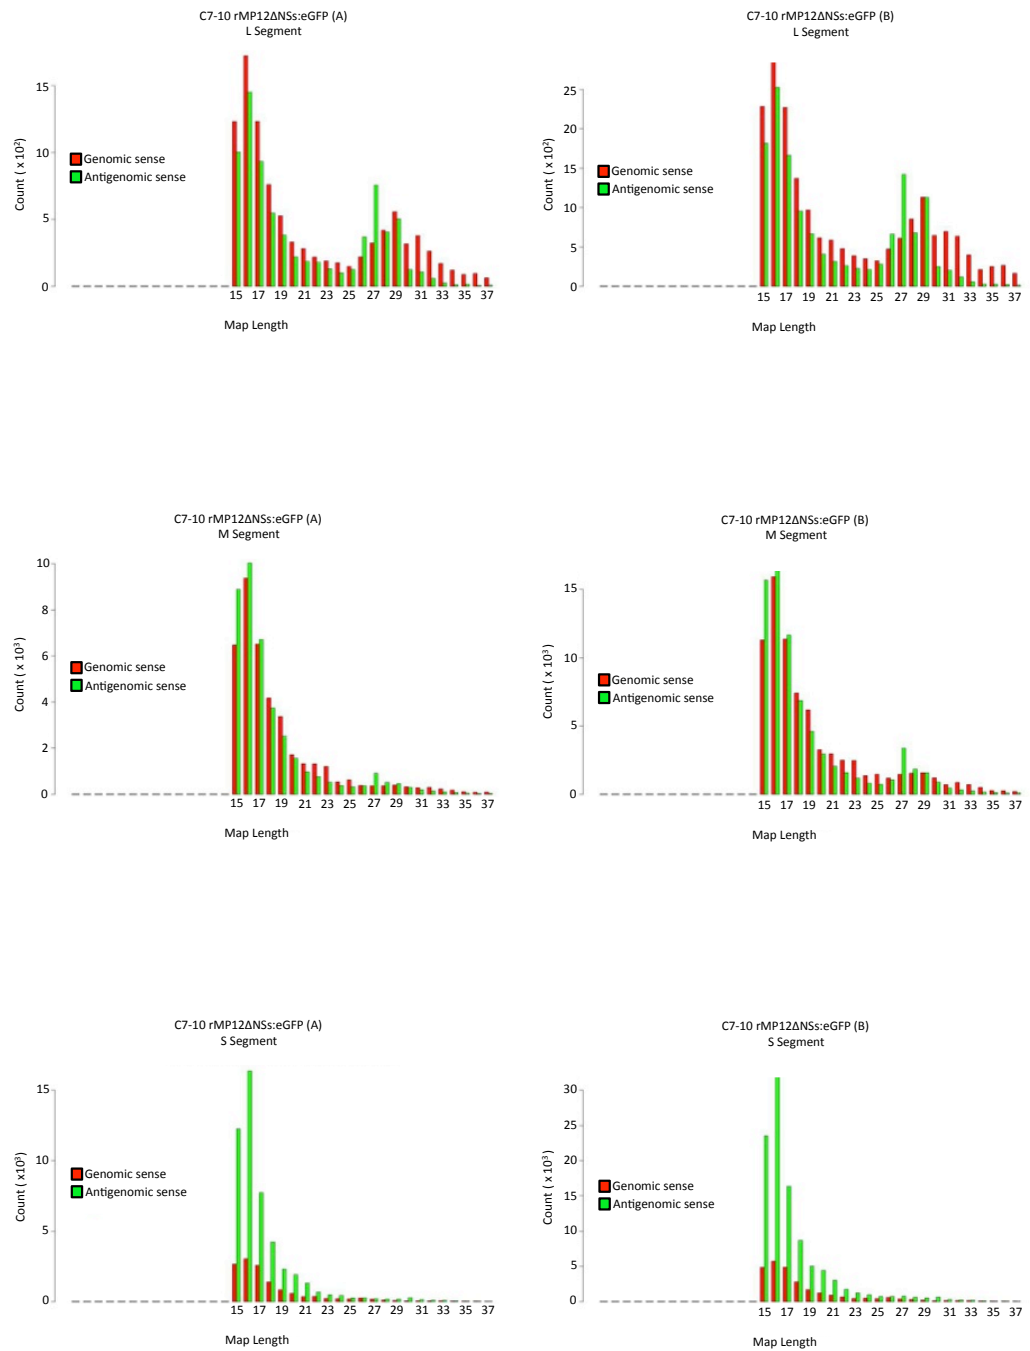 C7-10 rMP12ΔNSs:eGFP (A)
L Segment
15
10
5
0
Count ( x 10²)
Genomic sense
Antigenomic sense
15 17 19 21 23 25 27 29 31 33 35 37
Map Length
C7-10 rMP12ΔNSs:eGFP (B)
L Segment
25
20
15
10
5
0
Count ( x 10²)
Genomic sense
Antigenomic sense
15 17 19 21 23 25 27 29 31 33 35 37
Map Length
C7-10 rMP12ΔNSs:eGFP (A)
M Segment
10
8
6
4
2
0
Count ( x 10³)
Genomic sense
Antigenomic sense
15 17 19 21 23 25 27 29 31 33 35 37
Map Length
C7-10 rMP12ΔNSs:eGFP (B)
M Segment
15
10
5
0
Count ( x 10³)
Genomic sense
Antigenomic sense
15 17 19 21 23 25 27 29 31 33 35 37
Map Length
C7-10 rMP12ΔNSs:eGFP (A)
S Segment
15
10
5
0
Count ( x10³)
Genomic sense
Antigenomic sense
15 17 19 21 23 25 27 29 31 33 35 37
Map Length
C7-10 rMP12ΔNSs:eGFP (B)
S Segment
30
25
20
15
10
5
0
Count ( x 10³)
Genomic sense
Antigenomic sense
15 17 19 21 23 25 27 29 31 33 35 37
Map Length